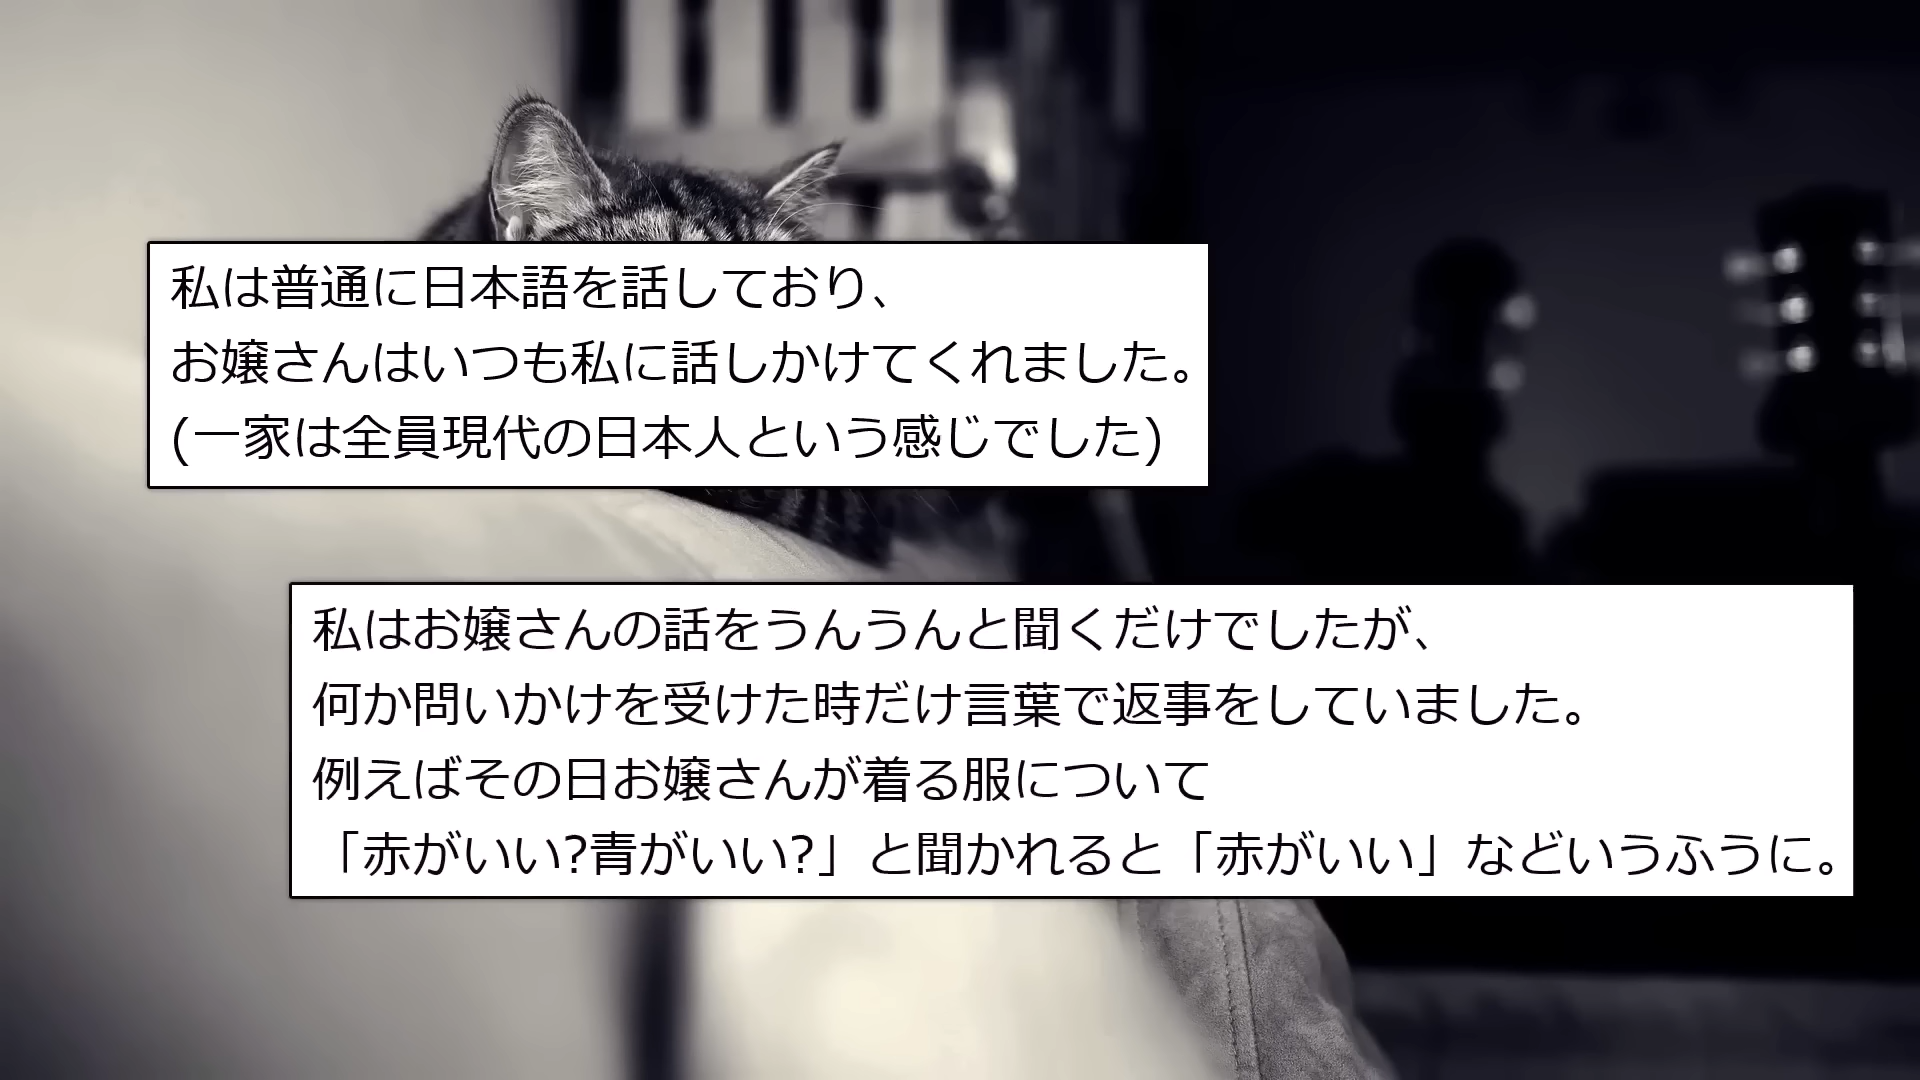 私は普通に日本語を話しており、
お嬢さんはいつも私に話しかけてくれました。
(一家は全員現代の日本人という感じでした)
私はお嬢さんの話をうんうんと聞くだけでしたが、
何か問いかけを受けた時だけ言葉で返事をしていました。
例えばその日お嬢さんが着る服について
「赤がいい?青がいい?」と聞かれると「赤がいい」などいうふうに。